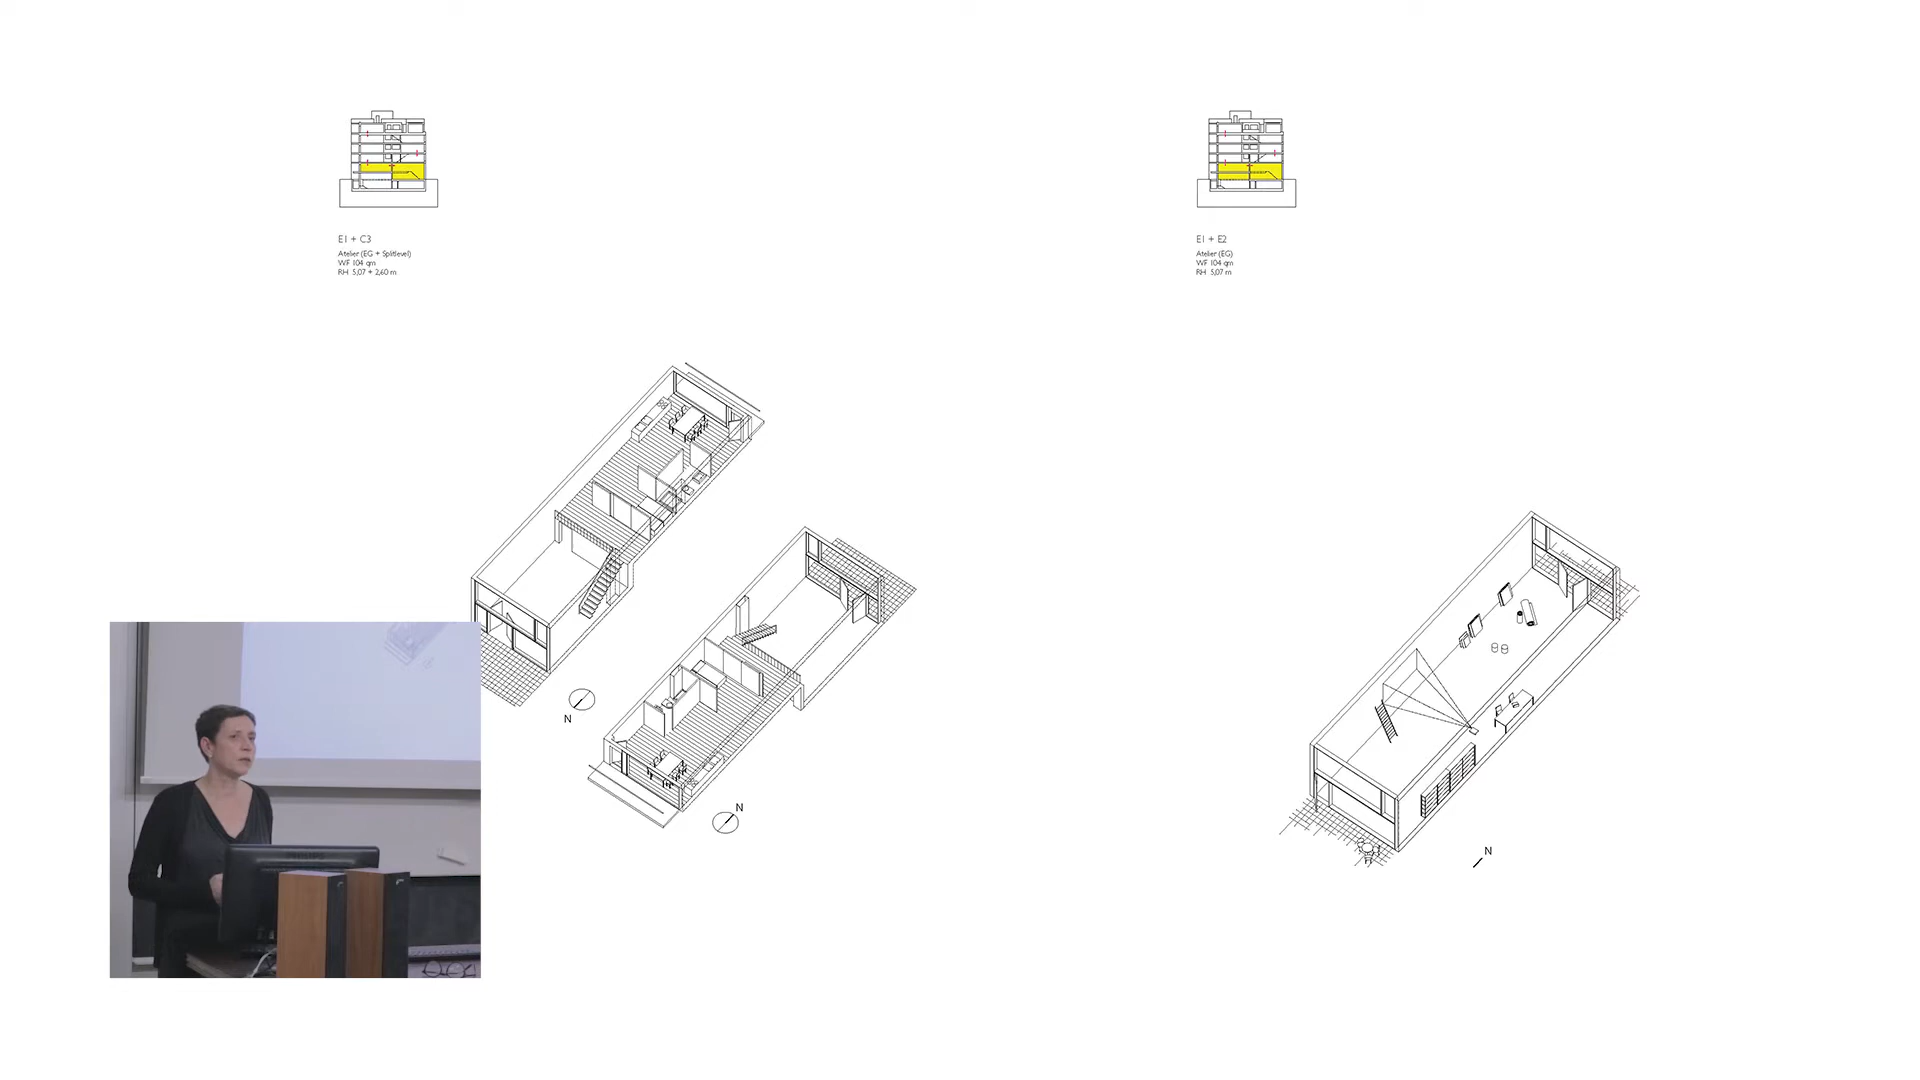 E1 + C3
Atelier (EG + Splitlevel)
WF 104 qm
RH 5,07 + 2,60 m
E1 + E2
Atelier (EG)
WF 104 qm
RH 5,07 m
N
N
N
PHILIPS